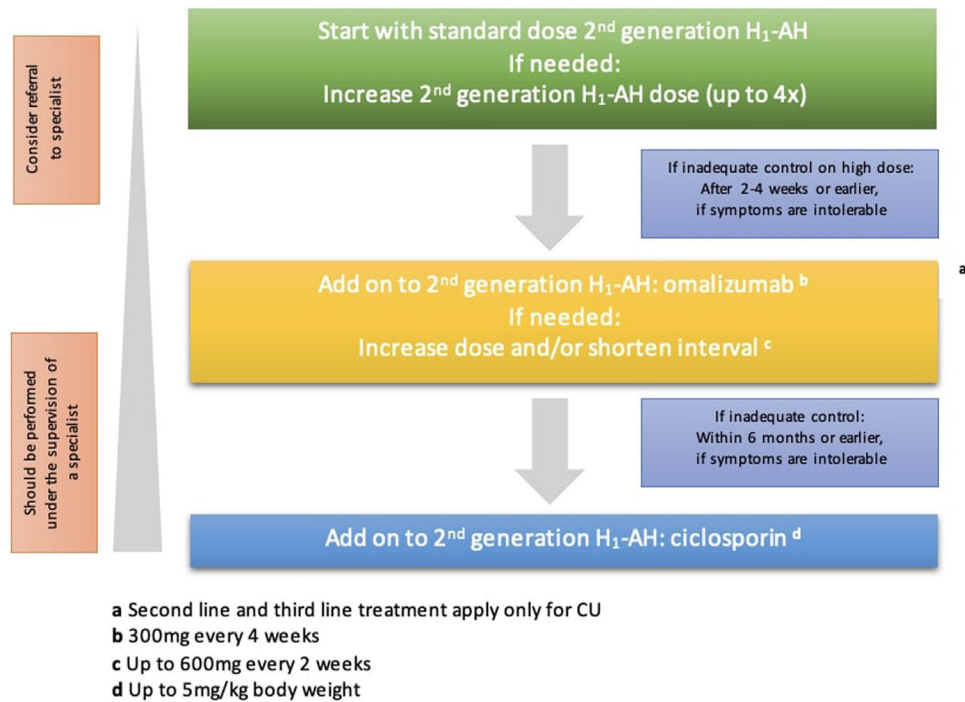 Start with standard dose 2nd generation H₁-AH
If needed:
Increase 2nd generation H₁-AH dose (up to 4x)
Consider referral
to specialist
If inadequate control on high dose:
After 2-4 weeks or earlier,
if symptoms are intolerable
a
Add on to 2nd generation H₁-AH: omalizumab b
If needed:
Increase dose and/or shorten interval c
Should be performed
under the supervision of
a specialist
If inadequate control:
Within 6 months or earlier,
if symptoms are intolerable
Add on to 2nd generation H₁-AH: ciclosporin d
a Second line and third line treatment apply only for CU
b 300mg every 4 weeks
c Up to 600mg every 2 weeks
d Up to 5mg/kg body weight